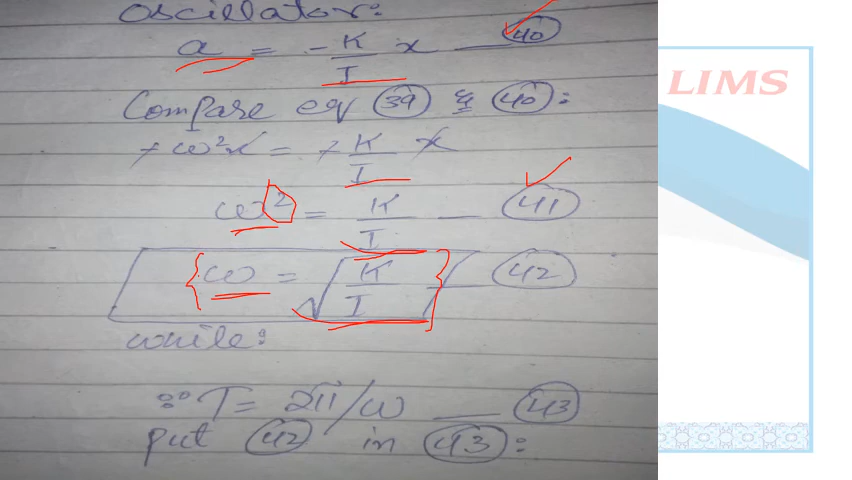 Oscillator:
a = - K/I x — (40)
Compare eq (39) & (40):
+ ω²x = + K/I x
ω² = K/I — (41)
{ω = √K/I} — (42)
while:
∵ T = 2π/ω — (43)
put (42) in (43):
LIMS